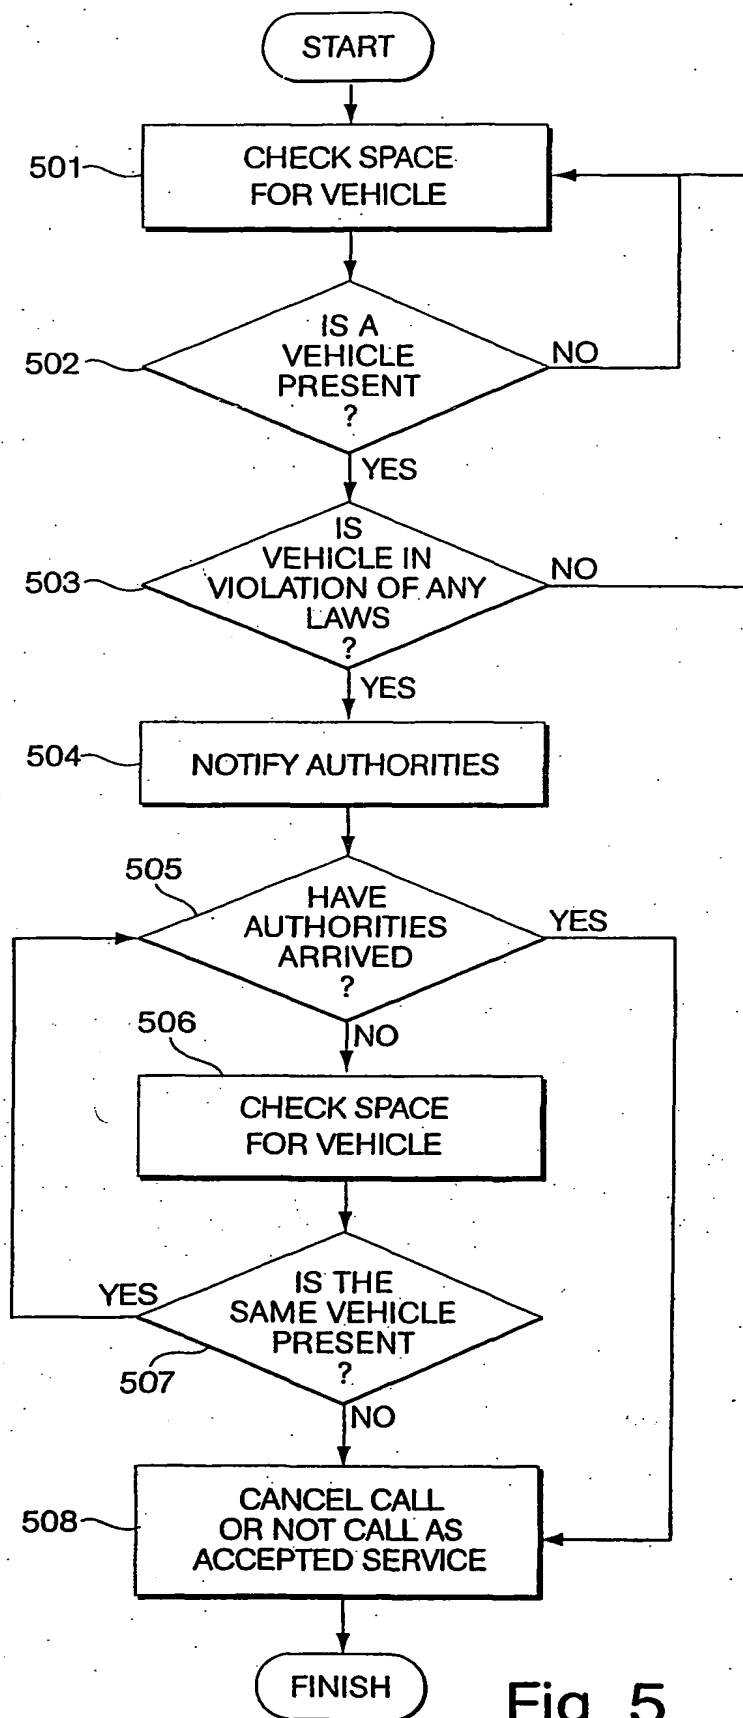 START
501
CHECK SPACE
FOR VEHICLE
502
IS A
VEHICLE
PRESENT
?
NO
YES
503
IS
VEHICLE IN
VIOLATION OF ANY
LAWS
?
NO
YES
504
NOTIFY AUTHORITIES
505
HAVE
AUTHORITIES
ARRIVED
?
YES
NO
506
CHECK SPACE
FOR VEHICLE
YES
IS THE
SAME VEHICLE
PRESENT
?
507
NO
508
CANCEL CALL
OR NOT CALL AS
ACCEPTED SERVICE
FINISH
Fig. 5